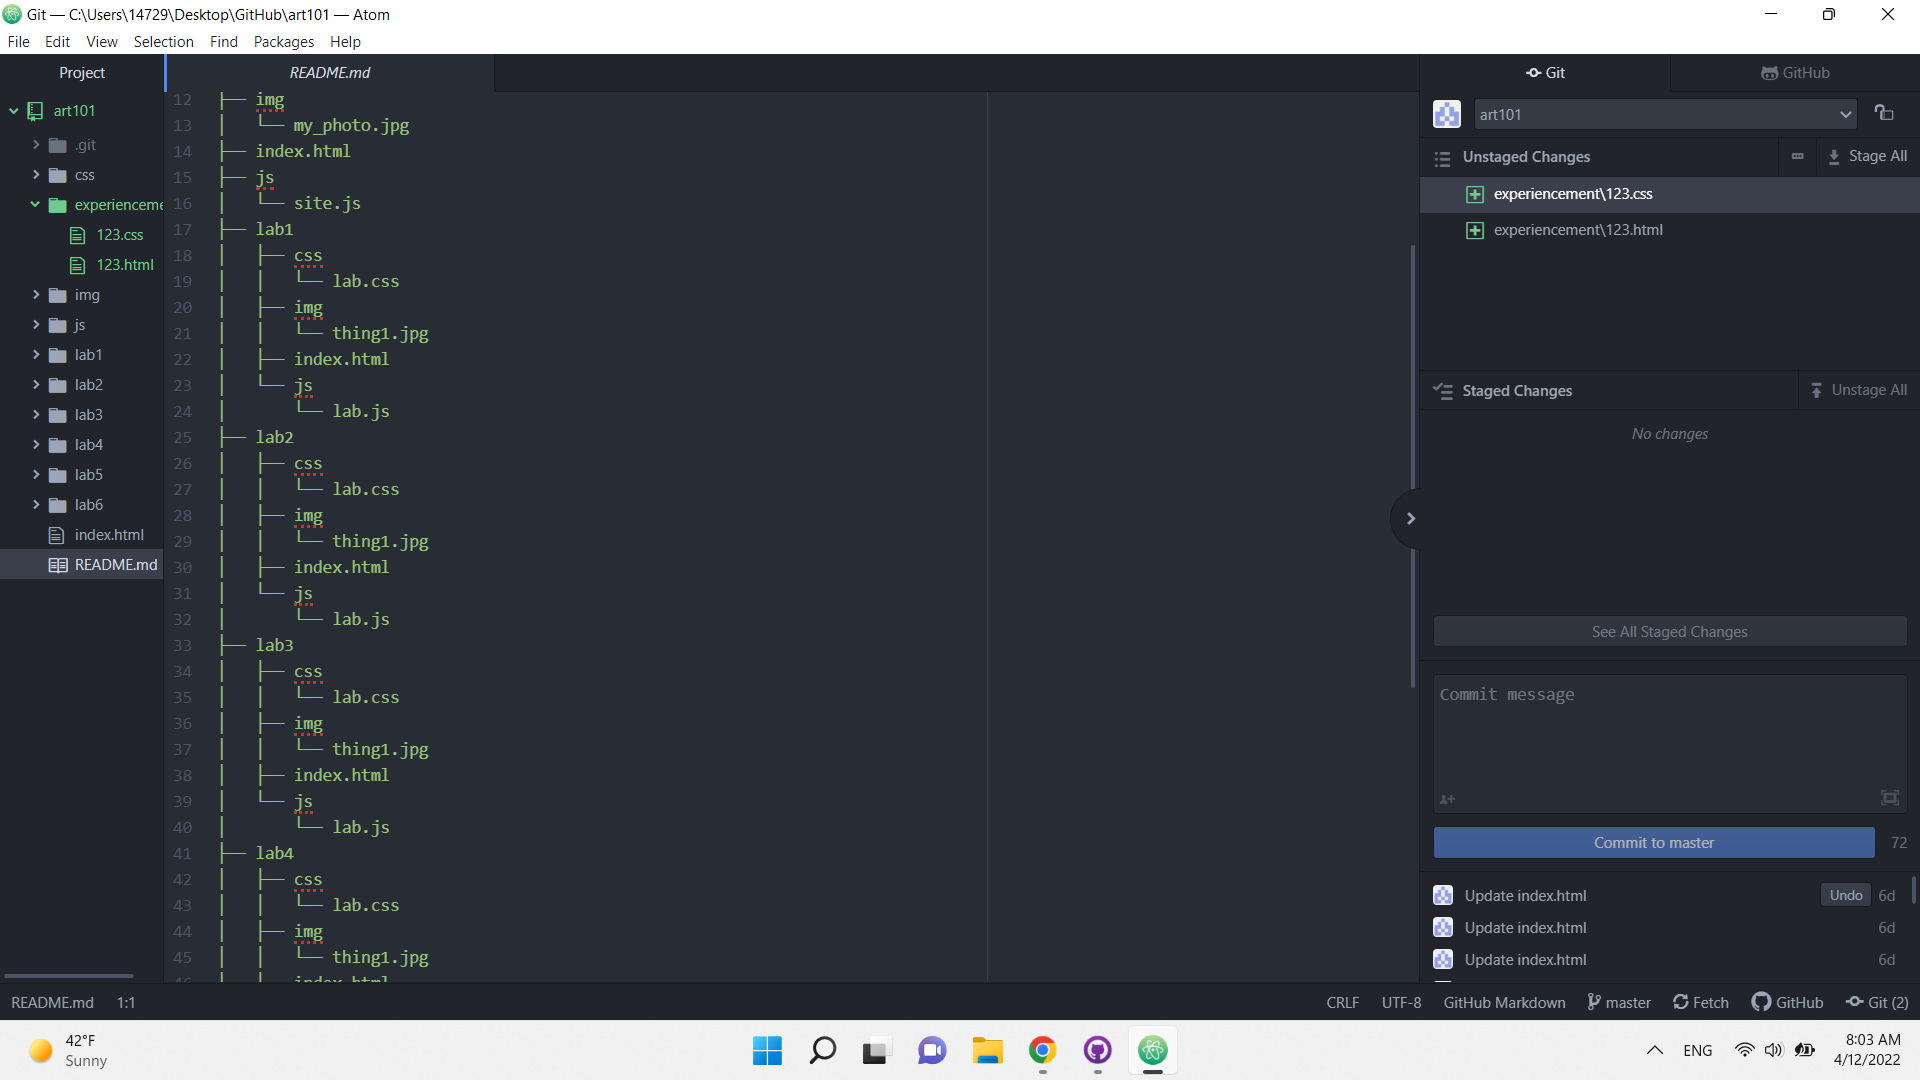 Git — C:\Users\14729\Desktop\GitHub\art101 — Atom
File Edit View Selection Find Packages Help
Project
art101
.git
css
experienceme
123.css
123.html
img
js
lab1
lab2
lab3
lab4
lab5
lab6
index.html
README.md
README.md
12 ├── img
13 │   └── my_photo.jpg
14 ├── index.html
15 ├── js
16 │   └── site.js
17 ├── lab1
18 │   ├── css
19 │   │   └── lab.css
20 │   ├── img
21 │   │   └── thing1.jpg
22 │   ├── index.html
23 │   └── js
24 │       └── lab.js
25 ├── lab2
26 │   ├── css
27 │   │   └── lab.css
28 │   ├── img
29 │   │   └── thing1.jpg
30 │   ├── index.html
31 │   └── js
32 │       └── lab.js
33 ├── lab3
34 │   ├── css
35 │   │   └── lab.css
36 │   ├── img
37 │   │   └── thing1.jpg
38 │   ├── index.html
39 │   └── js
40 │       └── lab.js
41 ├── lab4
42 │   ├── css
43 │   │   └── lab.css
44 │   ├── img
45 │   │   └── thing1.jpg
46 │   ├── index.html
Git GitHub
art101
Unstaged Changes Stage All
experiencement\123.css
experiencement\123.html
Staged Changes Unstage All
No changes
See All Staged Changes
Commit message
Commit to master 72
Update index.html Undo 6d
Update index.html 6d
Update index.html 6d
README.md 1:1 CRLF UTF-8 GitHub Markdown master Fetch GitHub Git (2)
42°F
Sunny
ENG
8:03 AM
4/12/2022